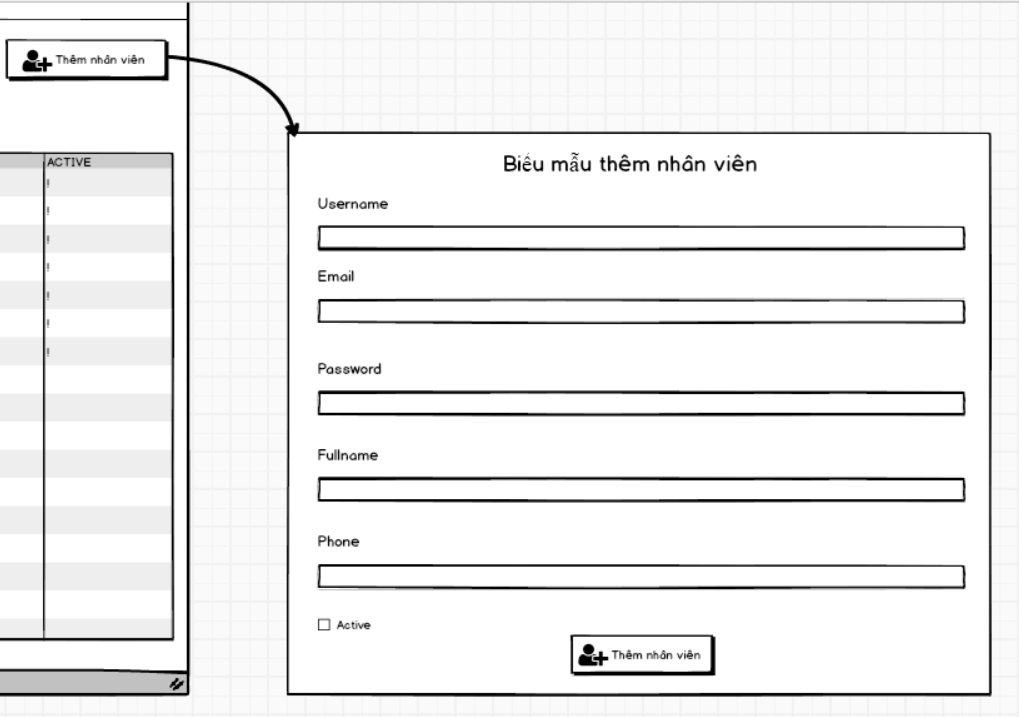 Thêm nhân viên
ACTIVE
!
!
!
!
!
!
!
Biểu mẫu thêm nhân viên
Username
Email
Password
Fullname
Phone
Active
Thêm nhân viên